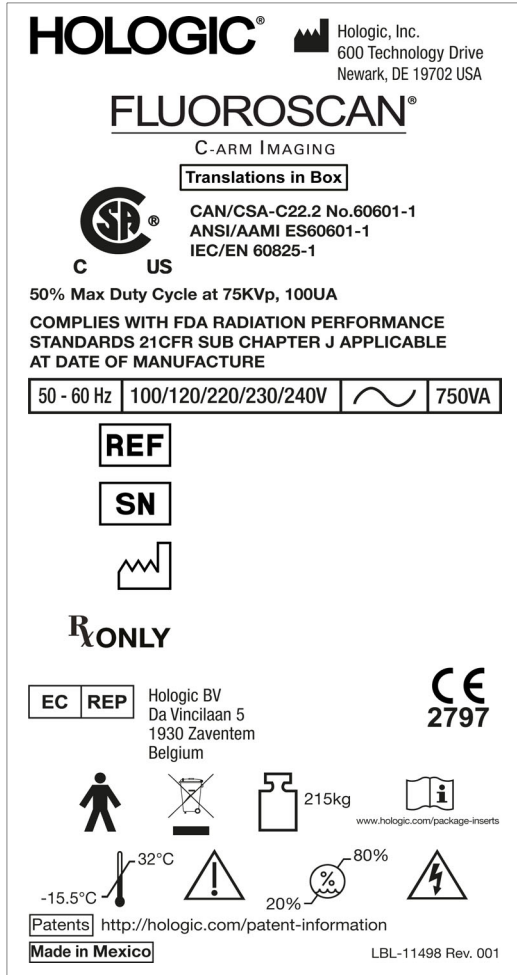 HOLOGIC®
Hologic, Inc.
600 Technology Drive
Newark, DE 19702 USA
FLUOROSCAN®
C-ARM IMAGING
Translations in Box
CSA®
C US
CAN/CSA-C22.2 No.60601-1
ANSI/AAMI ES60601-1
IEC/EN 60825-1
50% Max Duty Cycle at 75KVp, 100UA
COMPLIES WITH FDA RADIATION PERFORMANCE
STANDARDS 21CFR SUB CHAPTER J APPLICABLE
AT DATE OF MANUFACTURE
50 - 60 Hz 100/120/220/230/240V 750VA
REF
SN
Rx ONLY
EC REP
Hologic BV
Da Vincilaan 5
1930 Zaventem
Belgium
CE
2797
215kg
i
www.hologic.com/package-inserts
32°C
-15.5°C
!
%
80%
20%
Patents http://hologic.com/patent-information
Made in Mexico
LBL-11498 Rev. 001